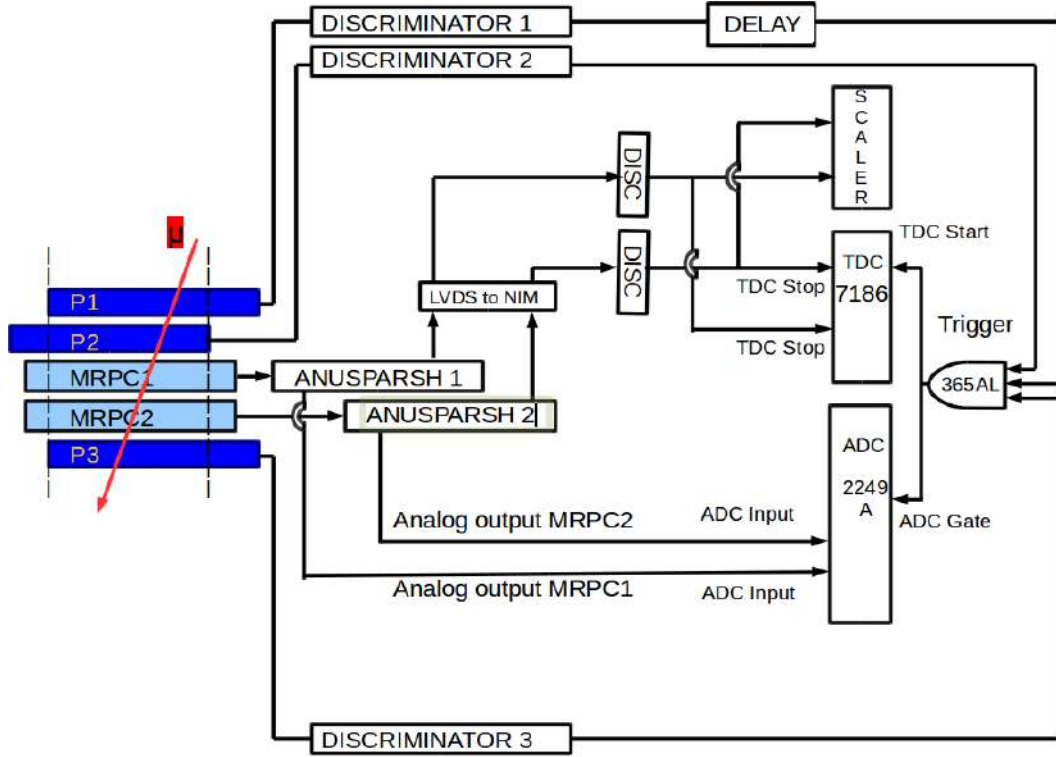 DISCRIMINATOR 1
DELAY
DISCRIMINATOR 2
SCALER
DISC
DISC
μ
TDC Start
TDC
7186
LVDS to NIM
TDC Stop
TDC Stop
Trigger
365AL
P1
P2
MRPC1
ANUSPARSH 1
MRPC2
ANUSPARSH 2
P3
ADC
2249
A
ADC Gate
Analog output MRPC2
ADC Input
Analog output MRPC1
ADC Input
DISCRIMINATOR 3